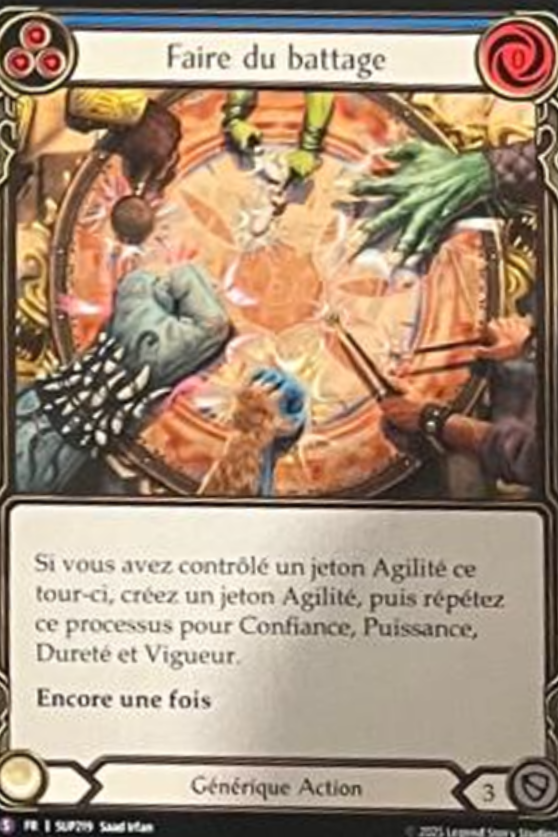 Faire du battage
0
Si vous avez contrôlé un jeton Agilité ce
tour-ci, créez un jeton Agilité, puis répétez
ce processus pour Confiance, Puissance,
Dureté et Vigueur.
Encore une fois
Générique Action
3
S FR SUP219 Saad Irfan
© 2025 Legend Story Studios